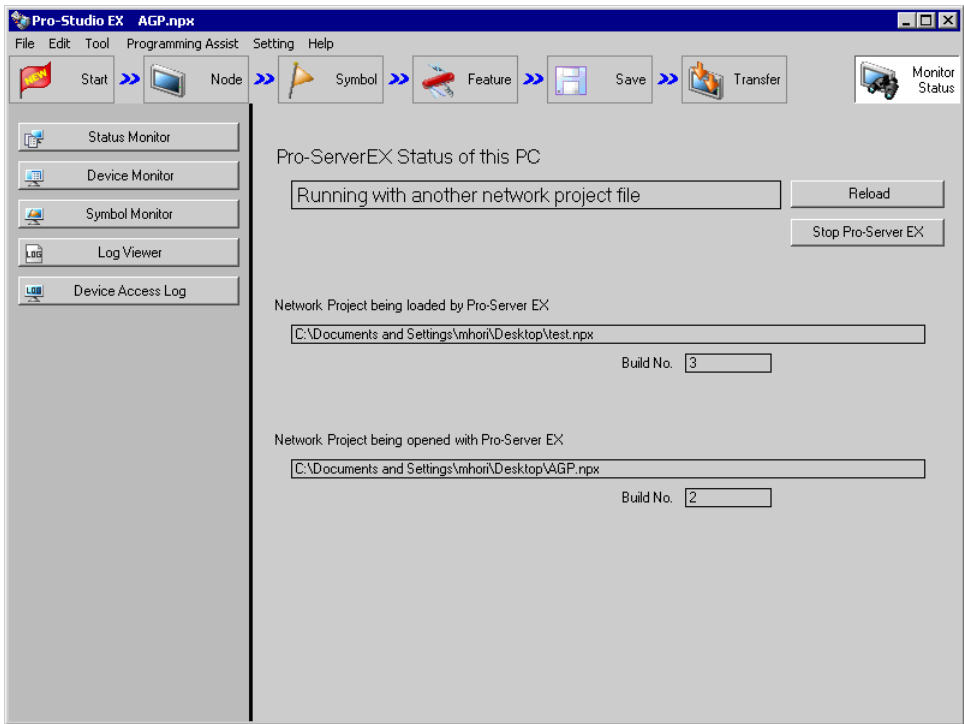 Pro-Studio EX AGP.npx
File Edit Tool Programming Assist Setting Help
NEW Start Node Symbol Feature Save Transfer Monitor Status
Status Monitor
Device Monitor
Symbol Monitor
LOG Log Viewer
LOG Device Access Log
Pro-ServerEX Status of this PC
Running with another network project file
Reload
Stop Pro-Server EX
Network Project being loaded by Pro-Server EX
C:\Documents and Settings\mhori\Desktop\test.npx
Build No. 3
Network Project being opened with Pro-Server EX
C:\Documents and Settings\mhori\Desktop\AGP.npx
Build No. 2